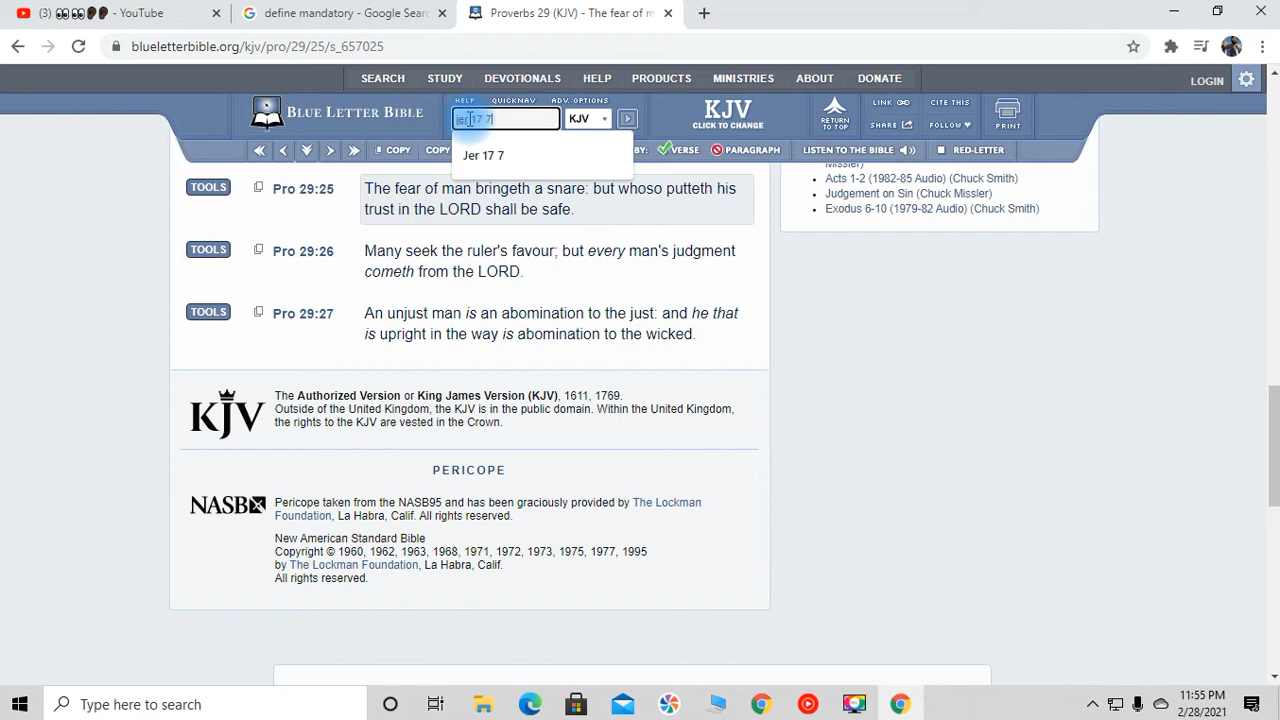 (3) 👀👀👂🏿👂🏿 - YouTube
define mandatory - Google Search
Proverbs 29 (KJV) - The fear of m
blueletterbible.org/kjv/pro/29/25/s_657025
SEARCH STUDY DEVOTIONALS HELP PRODUCTS MINISTRIES ABOUT DONATE LOGIN
HELP QUICKNAV ADV. OPTIONS
BLUE LETTER BIBLE
jer 17 7
KJV
KJV
CLICK TO CHANGE
RETURN TO TOP
LINK
CITE THIS
SHARE
FOLLOW
PRINT
COPY COPY BY: VERSE PARAGRAPH LISTEN TO THE BIBLE RED-LETTER
Jer 17 7
Missler)
Acts 1-2 (1982-85 Audio) (Chuck Smith)
Judgement on Sin (Chuck Missler)
Exodus 6-10 (1979-82 Audio) (Chuck Smith)
TOOLS Pro 29:25 The fear of man bringeth a snare: but whoso putteth his
trust in the LORD shall be safe.
TOOLS Pro 29:26 Many seek the ruler's favour; but every man's judgment
cometh from the LORD.
TOOLS Pro 29:27 An unjust man is an abomination to the just: and he that
is upright in the way is abomination to the wicked.
KJV
The Authorized Version or King James Version (KJV), 1611, 1769.
Outside of the United Kingdom, the KJV is in the public domain. Within the United Kingdom,
the rights to the KJV are vested in the Crown.
PERICOPE
NASB
Pericope taken from the NASB95 and has been graciously provided by The Lockman
Foundation, La Habra, Calif. All rights reserved.
New American Standard Bible
Copyright © 1960, 1962, 1963, 1968, 1971, 1972, 1973, 1975, 1977, 1995
by The Lockman Foundation, La Habra, Calif.
All rights reserved.
Type here to search
11:55 PM
2/28/2021